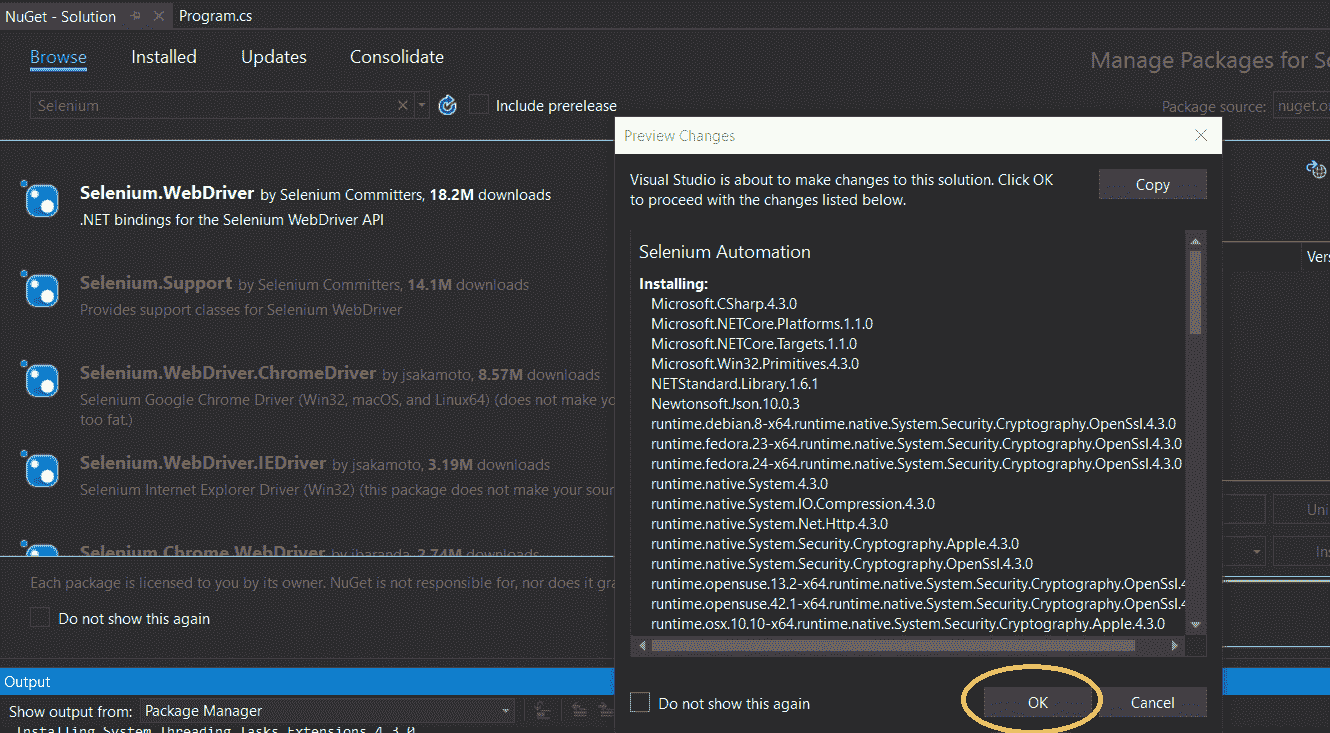 NuGet - Solution
Program.cs
Browse
Installed
Updates
Consolidate
Manage Packages for
Selenium
Include prerelease
Package source:
nuget.o
Selenium.WebDriver by Selenium Committers, 18.2M downloads
.NET bindings for the Selenium WebDriver API
Selenium.Support by Selenium Committers, 14.1M downloads
Provides support classes for Selenium WebDriver
Selenium.WebDriver.ChromeDriver by jsakamoto, 8.57M downloads
Selenium Google Chrome Driver (Win32, macOS, and Linux64) (does not make yo
too fat.)
Selenium.WebDriver.IEDriver by jsakamoto, 3.19M downloads
Selenium Internet Explorer Driver (Win32) (this package does not make your sour
Selenium.Chrome.WebDriver by jbaranda, 2.74M downloads
Each package is licensed to you by its owner. NuGet is not responsible for, nor does it gra
Do not show this again
Preview Changes
Visual Studio is about to make changes to this solution. Click OK
to proceed with the changes listed below.
Copy
Selenium Automation
Installing:
Microsoft.CSharp.4.3.0
Microsoft.NETCore.Platforms.1.1.0
Microsoft.NETCore.Targets.1.1.0
Microsoft.Win32.Primitives.4.3.0
NETStandard.Library.1.6.1
Newtonsoft.Json.10.0.3
runtime.debian.8-x64.runtime.native.System.Security.Cryptography.OpenSsl.4.3.0
runtime.fedora.23-x64.runtime.native.System.Security.Cryptography.OpenSsl.4.3.0
runtime.fedora.24-x64.runtime.native.System.Security.Cryptography.OpenSsl.4.3.0
runtime.native.System.4.3.0
runtime.native.System.IO.Compression.4.3.0
runtime.native.System.Net.Http.4.3.0
runtime.native.System.Security.Cryptography.Apple.4.3.0
runtime.native.System.Security.Cryptography.OpenSsl.4.3.0
runtime.opensuse.13.2-x64.runtime.native.System.Security.Cryptography.OpenSsl.4
runtime.opensuse.42.1-x64.runtime.native.System.Security.Cryptography.OpenSsl.4
runtime.osx.10.10-x64.runtime.native.System.Security.Cryptography.Apple.4.3.0
Do not show this again
OK
Cancel
Vers
Uni
Ins
Output
Show output from:
Package Manager
Installing System.Threading.Tasks.Extensions 4.3.0